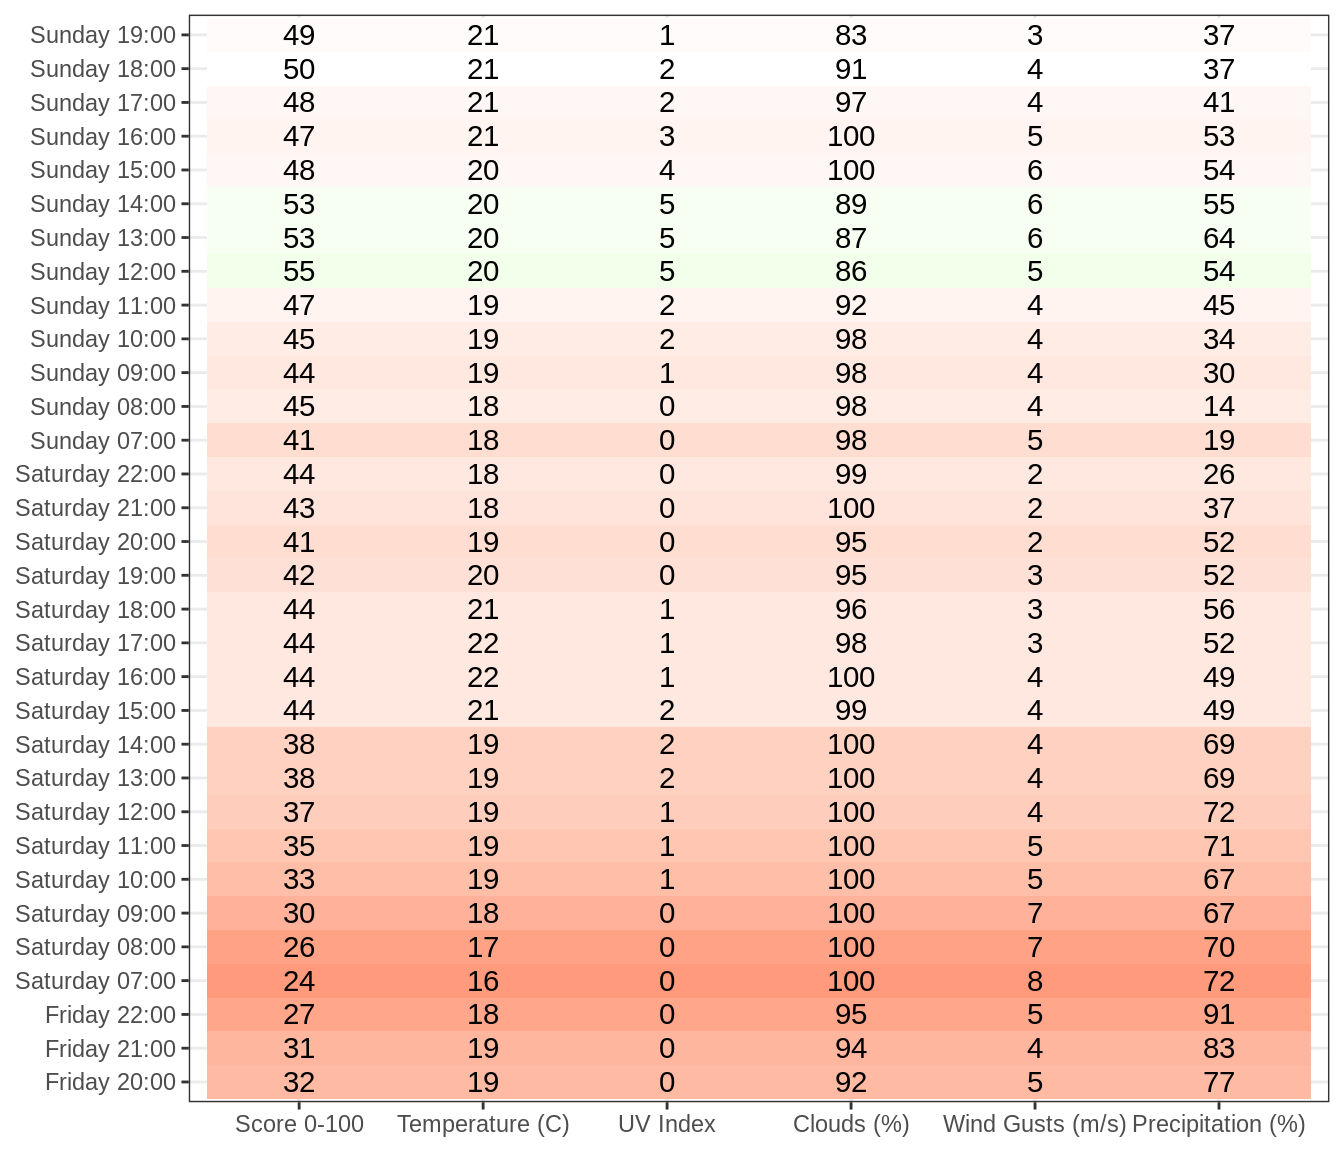 Sunday 19:00 49 21 1 83 3 37
Sunday 18:00 50 21 2 91 4 37
Sunday 17:00 48 21 2 97 4 41
Sunday 16:00 47 21 3 100 5 53
Sunday 15:00 48 20 4 100 6 54
Sunday 14:00 53 20 5 89 6 55
Sunday 13:00 53 20 5 87 6 64
Sunday 12:00 55 20 5 86 5 54
Sunday 11:00 47 19 2 92 4 45
Sunday 10:00 45 19 2 98 4 34
Sunday 09:00 44 19 1 98 4 30
Sunday 08:00 45 18 0 98 4 14
Sunday 07:00 41 18 0 98 5 19
Saturday 22:00 44 18 0 99 2 26
Saturday 21:00 43 18 0 100 2 37
Saturday 20:00 41 19 0 95 2 52
Saturday 19:00 42 20 0 95 3 52
Saturday 18:00 44 21 1 96 3 56
Saturday 17:00 44 22 1 98 3 52
Saturday 16:00 44 22 1 100 4 49
Saturday 15:00 44 21 2 99 4 49
Saturday 14:00 38 19 2 100 4 69
Saturday 13:00 38 19 2 100 4 69
Saturday 12:00 37 19 1 100 4 72
Saturday 11:00 35 19 1 100 5 71
Saturday 10:00 33 19 1 100 5 67
Saturday 09:00 30 18 0 100 7 67
Saturday 08:00 26 17 0 100 7 70
Saturday 07:00 24 16 0 100 8 72
Friday 22:00 27 18 0 95 5 91
Friday 21:00 31 19 0 94 4 83
Friday 20:00 32 19 0 92 5 77
Score 0-100 Temperature (C) UV Index Clouds (%) Wind Gusts (m/s) Precipitation (%)